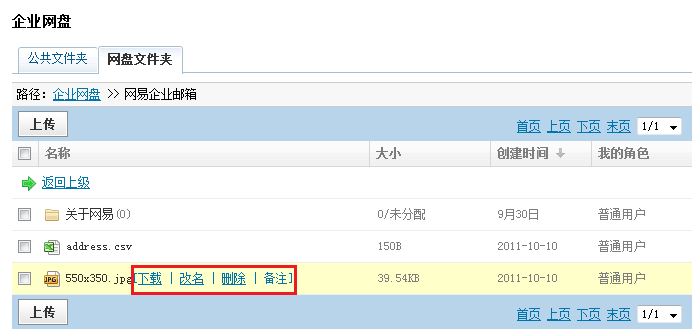 企业网盘
公共文件夹 网盘文件夹
路径：企业网盘 >> 网易企业邮箱
上传 首页 上页 下页 末页 1/1
名称 大小 创建时间 我的角色
返回上级
关于网易(0) 0/未分配 9月30日 普通用户
address.csv 150B 2011-10-10 普通用户
JPG 550x350.jpg[下载 | 改名 | 删除 | 备注] 39.54KB 2011-10-10 普通用户
上传 首页 上页 下页 末页 1/1